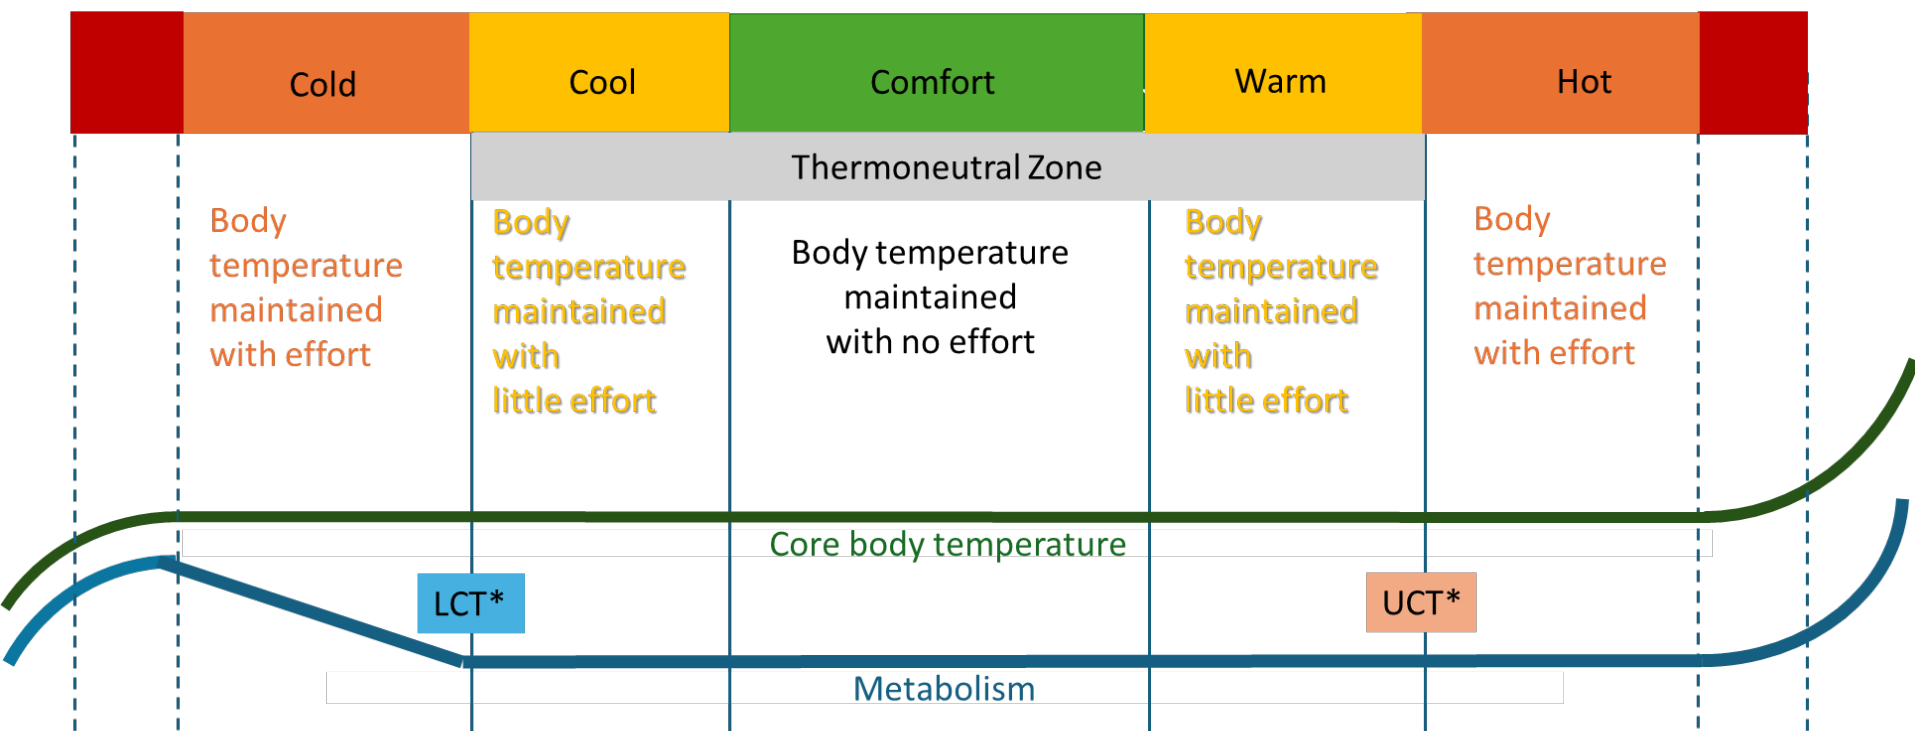 Cold
Cool
Comfort
Warm
Hot
Thermoneutral Zone
Body
temperature
maintained
with effort
Body
temperature
maintained
with
little effort
Body temperature
maintained
with no effort
Body
temperature
maintained
with
little effort
Body
temperature
maintained
with effort
Core body temperature
LCT*
UCT*
Metabolism